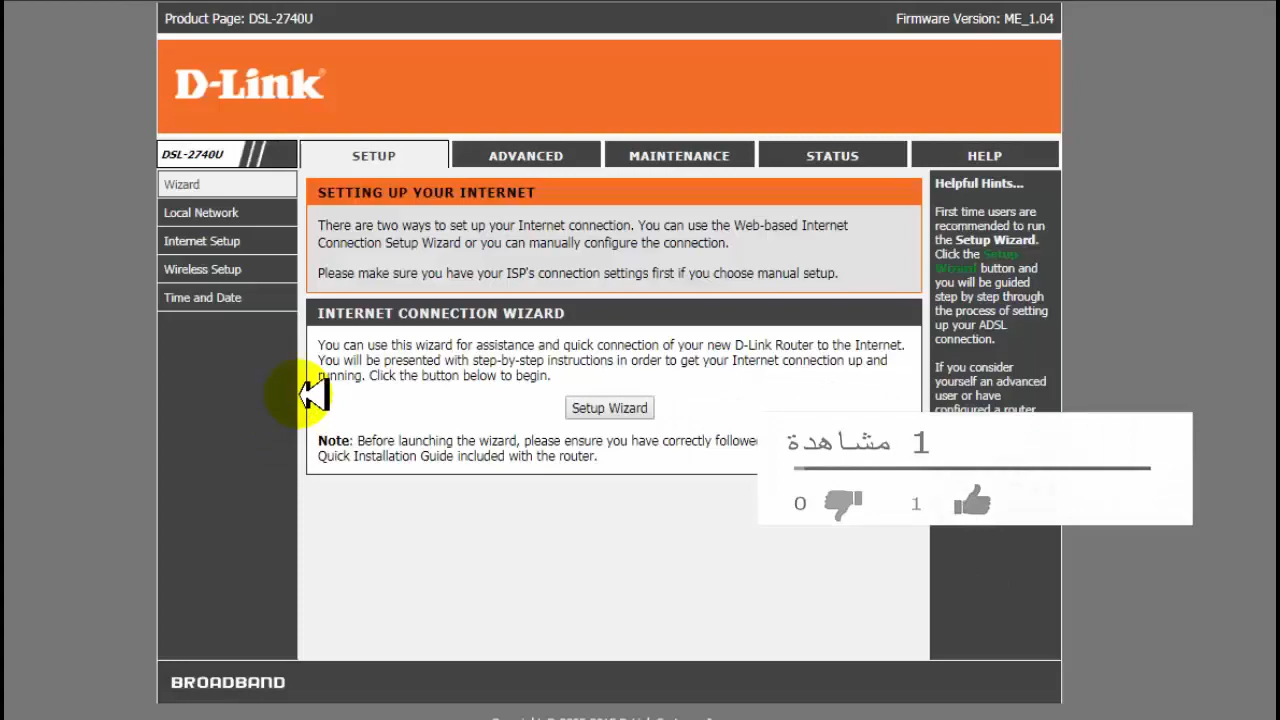 Product Page: DSL-2740U
Firmware Version: ME_1.04
D-Link
DSL-2740U
SETUP
ADVANCED
MAINTENANCE
STATUS
HELP
Wizard
Local Network
Internet Setup
Wireless Setup
Time and Date
SETTING UP YOUR INTERNET
There are two ways to set up your Internet connection. You can use the Web-based Internet
Connection Setup Wizard or you can manually configure the connection.
Please make sure you have your ISP's connection settings first if you choose manual setup.
INTERNET CONNECTION WIZARD
You can use this wizard for assistance and quick connection of your new D-Link Router to the Internet.
You will be presented with step-by-step instructions in order to get your Internet connection up and
running. Click the button below to begin.
Setup Wizard
Note: Before launching the wizard, please ensure you have correctly followed
Quick Installation Guide included with the router.
Helpful Hints...
First time users are
recommended to run
the Setup Wizard.
Click the Setup
Wizard button and
you will be guided
step by step through
the process of setting
up your ADSL
connection.
If you consider
yourself an advanced
user or have
configured a router
1 مشاهدة
0
1
BROADBAND